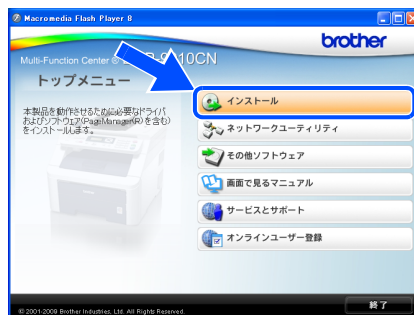 Macromedia Flash Player 8
brother
Multi-Function Center ®
10CN
トップメニュー
本製品を動作させるために必要なドライバ
およびソフトウェア(PageManager(R)を含む)
をインストールします。
インストール
ネットワークユーティリティ
その他ソフトウェア
画面で見るマニュアル
サービスとサポート
オンラインユーザー登録
© 2001-2009 Brother Industries, Ltd. All Rights Reserved.
終了